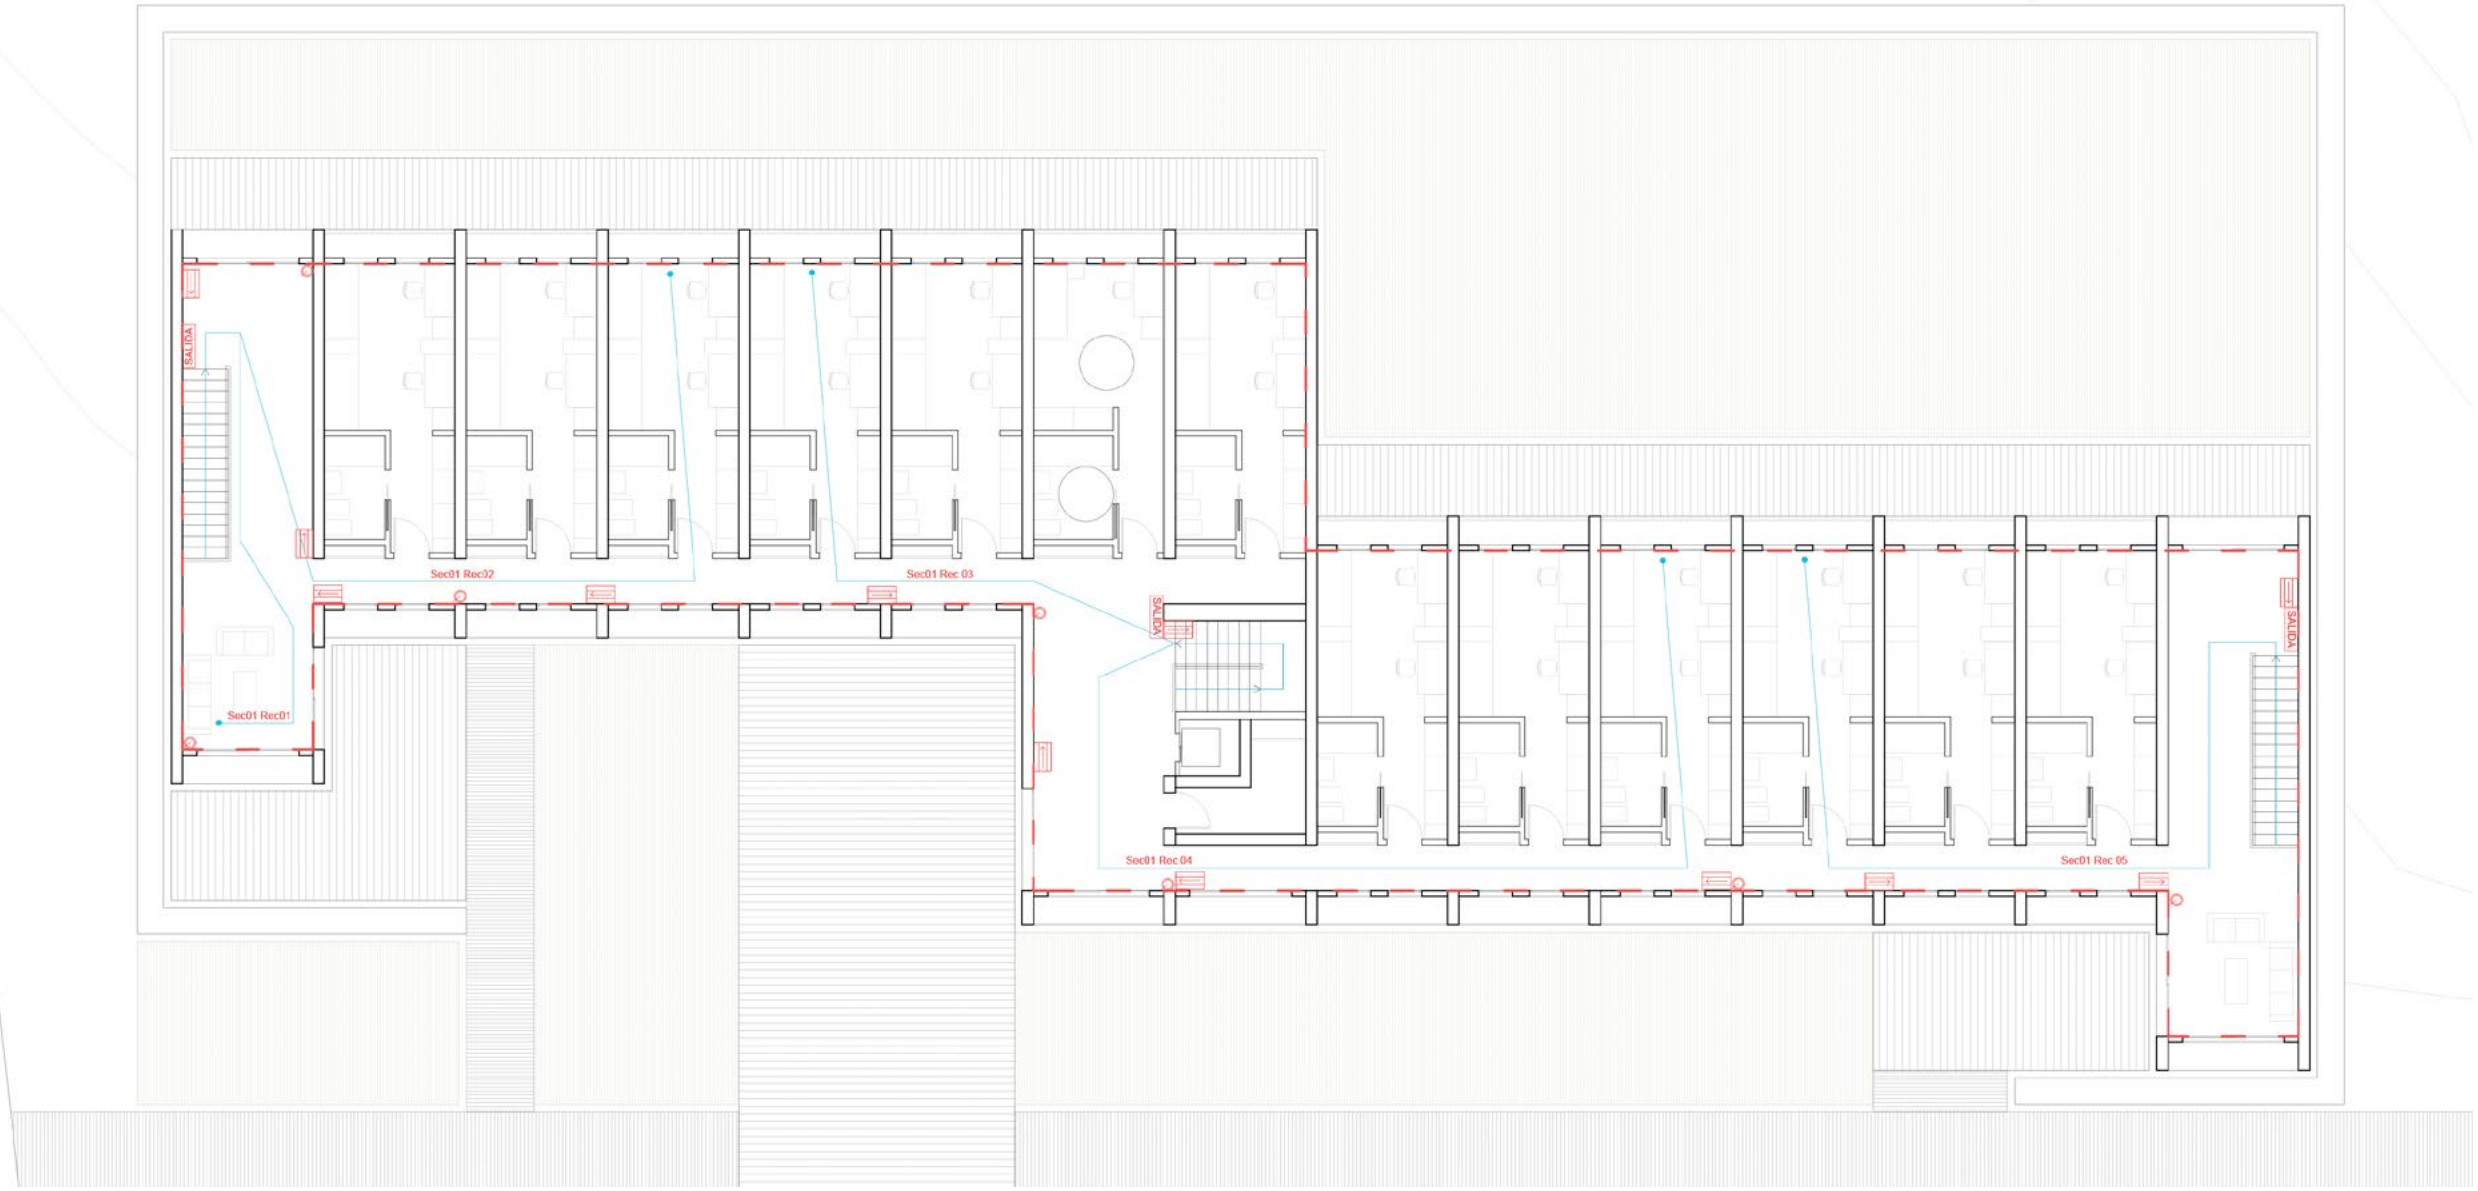 SALIDA
Sec01 Rec02
Sec01 Rec 03
SALIDA
SALIDA
Sec01 Rec01
Sec01 Rec 04
Sec01 Rec 05